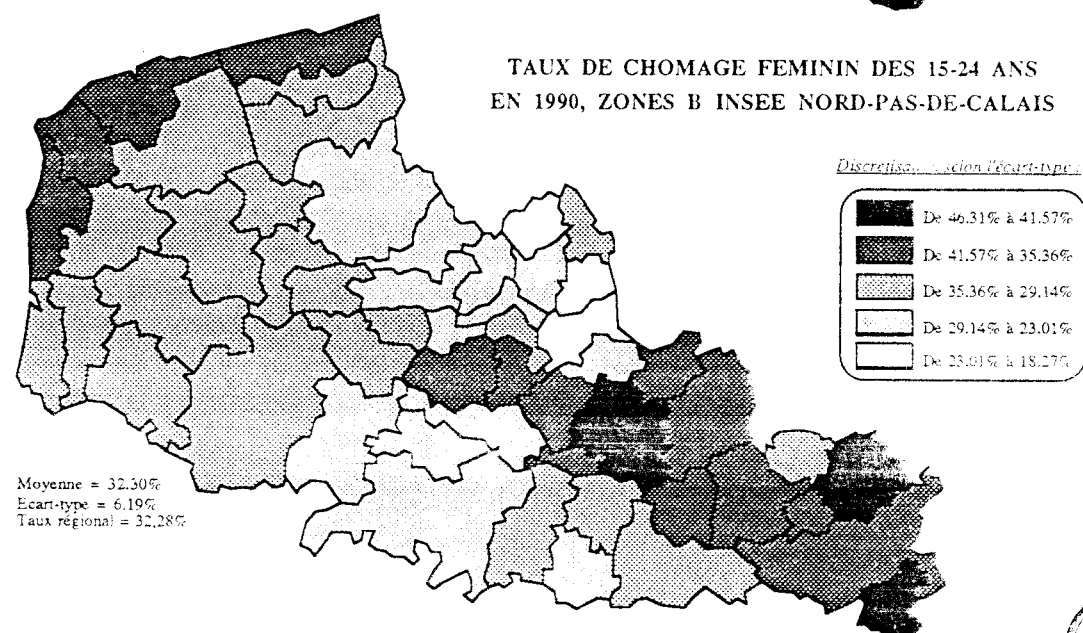 TAUX DE CHOMAGE FEMININ DES 15-24 ANS
EN 1990, ZONES B INSEE NORD-PAS-DE-CALAIS
selon l'écart-type
De 46.31% à 41.57%
De 41.57% à 35.36%
De 35.36% à 29.14%
De 29.14% à 23.01%
De 23.01% à 18.27%
Moyenne = 32.30%
Ecart-type = 6.19%
Taux régional = 32,28%